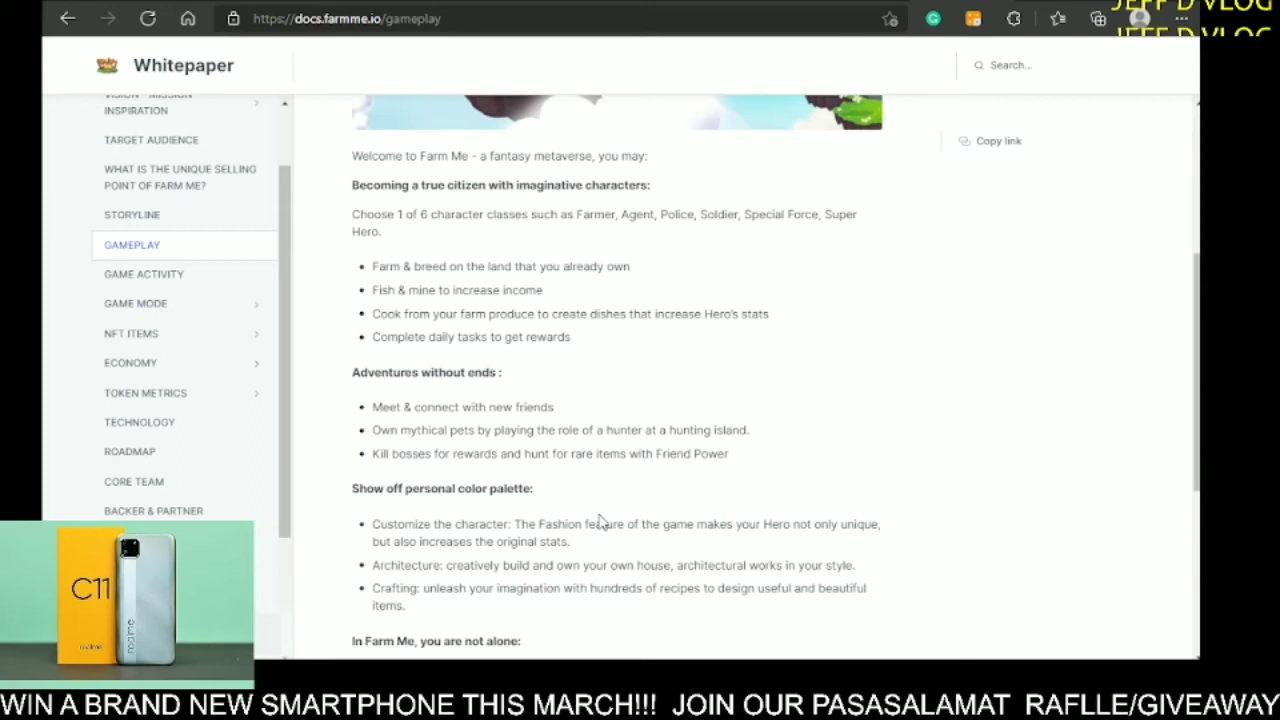 JEFF D VLOG
JEFF D VLOG
https://docs.farmme.io/gameplay
Whitepaper
Search...
VISION - MISSION
INSPIRATION
TARGET AUDIENCE
WHAT IS THE UNIQUE SELLING
POINT OF FARM ME?
STORYLINE
GAMEPLAY
GAME ACTIVITY
GAME MODE
NFT ITEMS
ECONOMY
TOKEN METRICS
TECHNOLOGY
ROADMAP
CORE TEAM
BACKER & PARTNER
Copy link
Welcome to Farm Me - a fantasy metaverse, you may:
Becoming a true citizen with imaginative characters:
Choose 1 of 6 character classes such as Farmer, Agent, Police, Soldier, Special Force, Super
Hero.
• Farm & breed on the land that you already own
• Fish & mine to increase income
• Cook from your farm produce to create dishes that increase Hero's stats
• Complete daily tasks to get rewards
Adventures without ends :
• Meet & connect with new friends
• Own mythical pets by playing the role of a hunter at a hunting island.
• Kill bosses for rewards and hunt for rare items with Friend Power
Show off personal color palette:
• Customize the character: The Fashion feature of the game makes your Hero not only unique,
but also increases the original stats.
• Architecture: creatively build and own your own house, architectural works in your style.
• Crafting: unleash your imagination with hundreds of recipes to design useful and beautiful
items.
In Farm Me, you are not alone:
C11
realme
realme
WIN A BRAND NEW SMARTPHONE THIS MARCH!!! JOIN OUR PASASALAMAT RAFLLE/GIVEAWAY